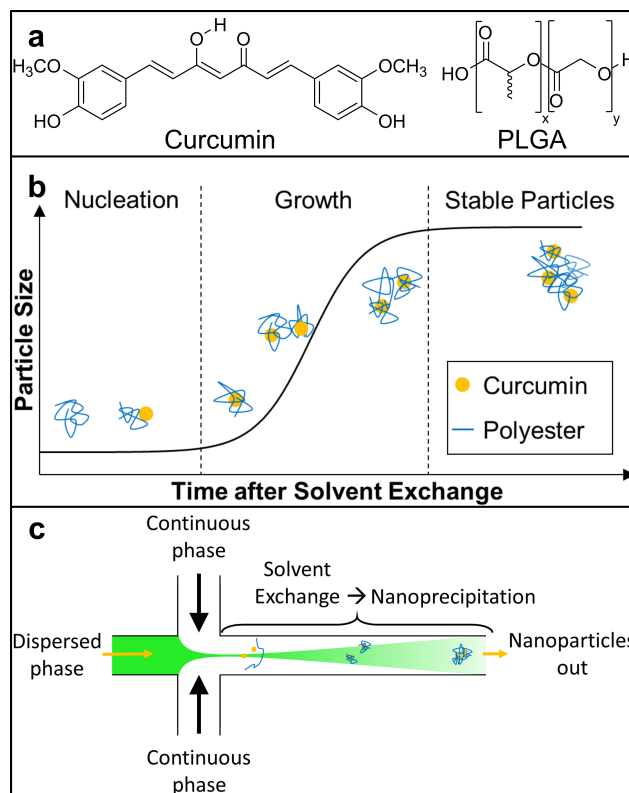 a
H
O
O
H₃CO
OCH₃
HO
OH
Curcumin
O
HO
O
O
O
H
x
y
PLGA
b
Nucleation
Growth
Stable Particles
Particle Size
Curcumin
Polyester
Time after Solvent Exchange
c
Continuous
phase
Solvent
Exchange → Nanoprecipitation
Dispersed
phase
Nanoparticles
out
Continuous
phase